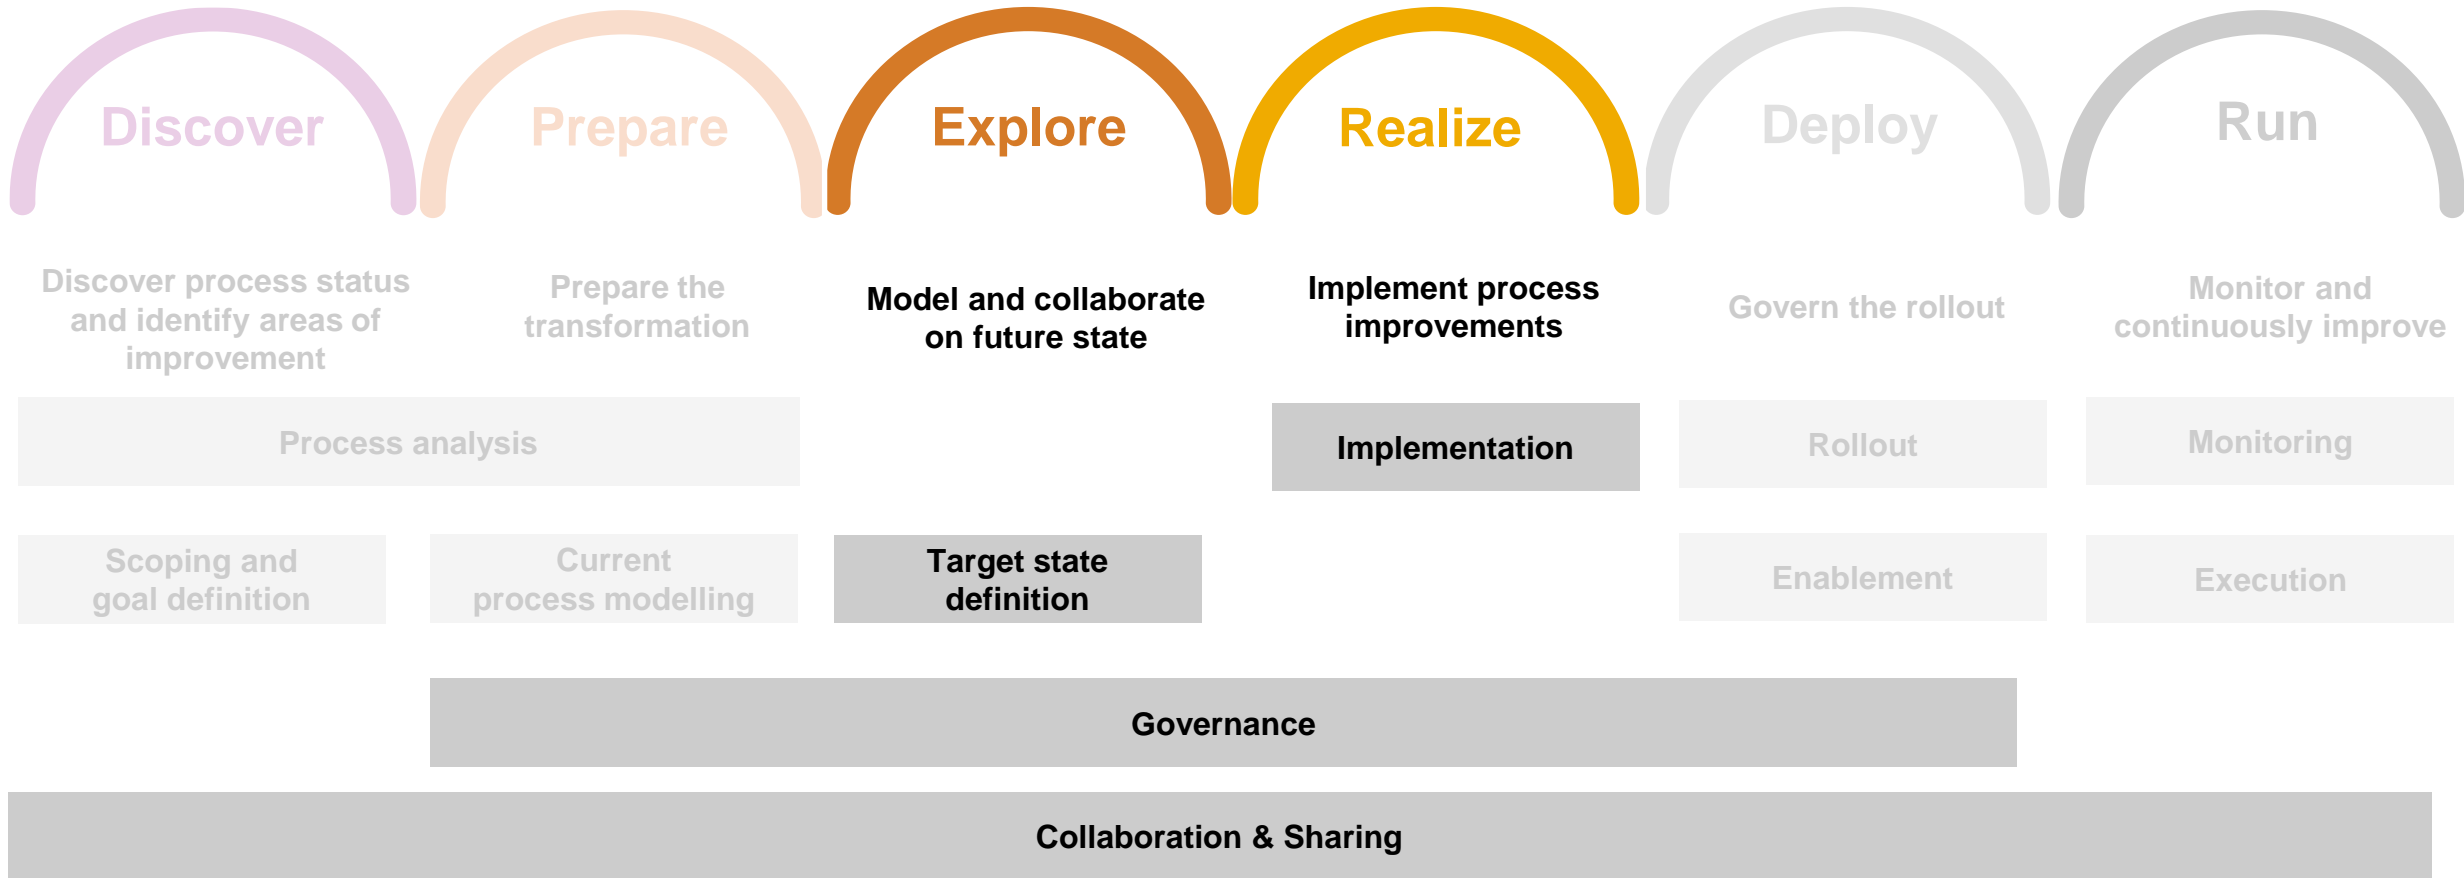 Discover
Prepare
Explore
Realize
Deploy
Run
Discover process status
and identify areas of
improvement
Prepare the
transformation
Model and collaborate
on future state
Implement process
improvements
Govern the rollout
Monitor and
continuously improve
Process analysis
Implementation
Rollout
Monitoring
Scoping and
goal definition
Current
process modelling
Target state
definition
Enablement
Execution
Governance
Collaboration & Sharing